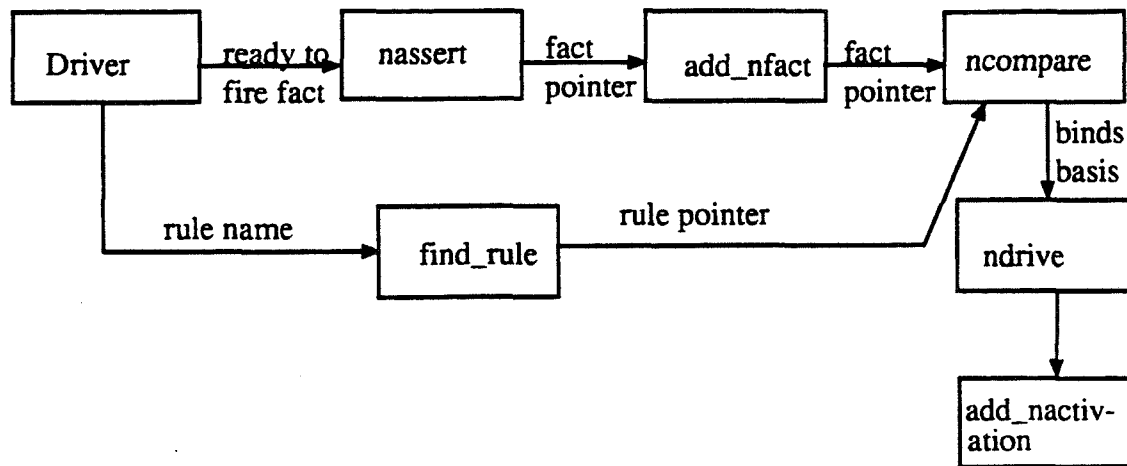 Driver
ready to
fire fact
nassert
fact
pointer
add_nfact
fact
pointer
ncompare
binds
basis
rule name
find_rule
rule pointer
ndrive
add_nactiv-
ation